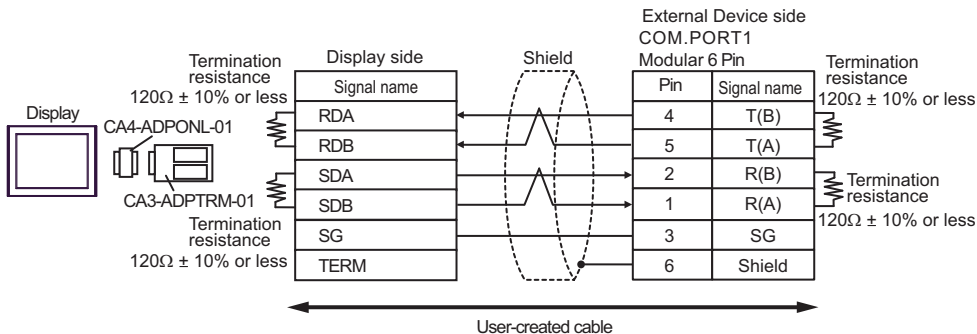 External Device side
COM.PORT1
Modular 6 Pin
Display side
Shield
Termination
resistance
120Ω ± 10% or less
Termination
resistance
120Ω ± 10% or less
Display
CA4-ADPONL-01
CA3-ADPTRM-01
Signal name
RDA
RDB
SDA
SDB
SG
TERM
Pin Signal name
4 T(B)
5 T(A)
2 R(B)
1 R(A)
3 SG
6 Shield
Termination
resistance
120Ω ± 10% or less
Termination
resistance
120Ω ± 10% or less
User-created cable